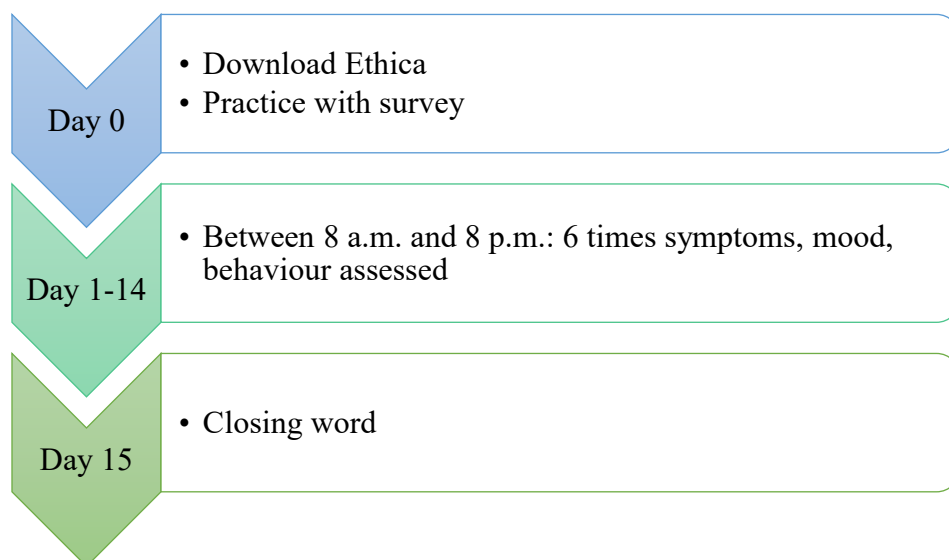 Day 0
• Download Ethica
• Practice with survey
Day 1-14
• Between 8 a.m. and 8 p.m.: 6 times symptoms, mood,
behaviour assessed
Day 15
• Closing word